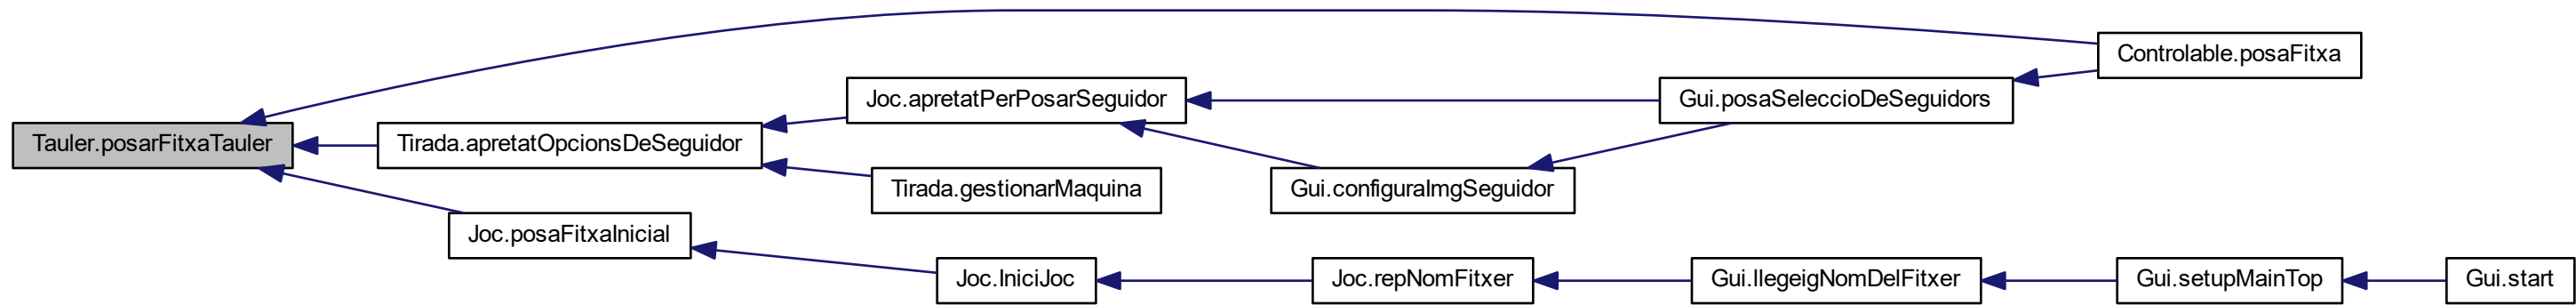 Controlable.posaFitxa
Joc.apretatPerPosarSeguidor
Gui.posaSeleccioDeSeguidors
Tauler.posarFitxaTauler
Tirada.apretatOpcionsDeSeguidor
Tirada.gestionarMaquina
Gui.configuraImgSeguidor
Joc.posaFitxaInicial
Joc.IniciJoc
Joc.repNomFitxer
Gui.llegeigNomDelFitxer
Gui.setupMainTop
Gui.start